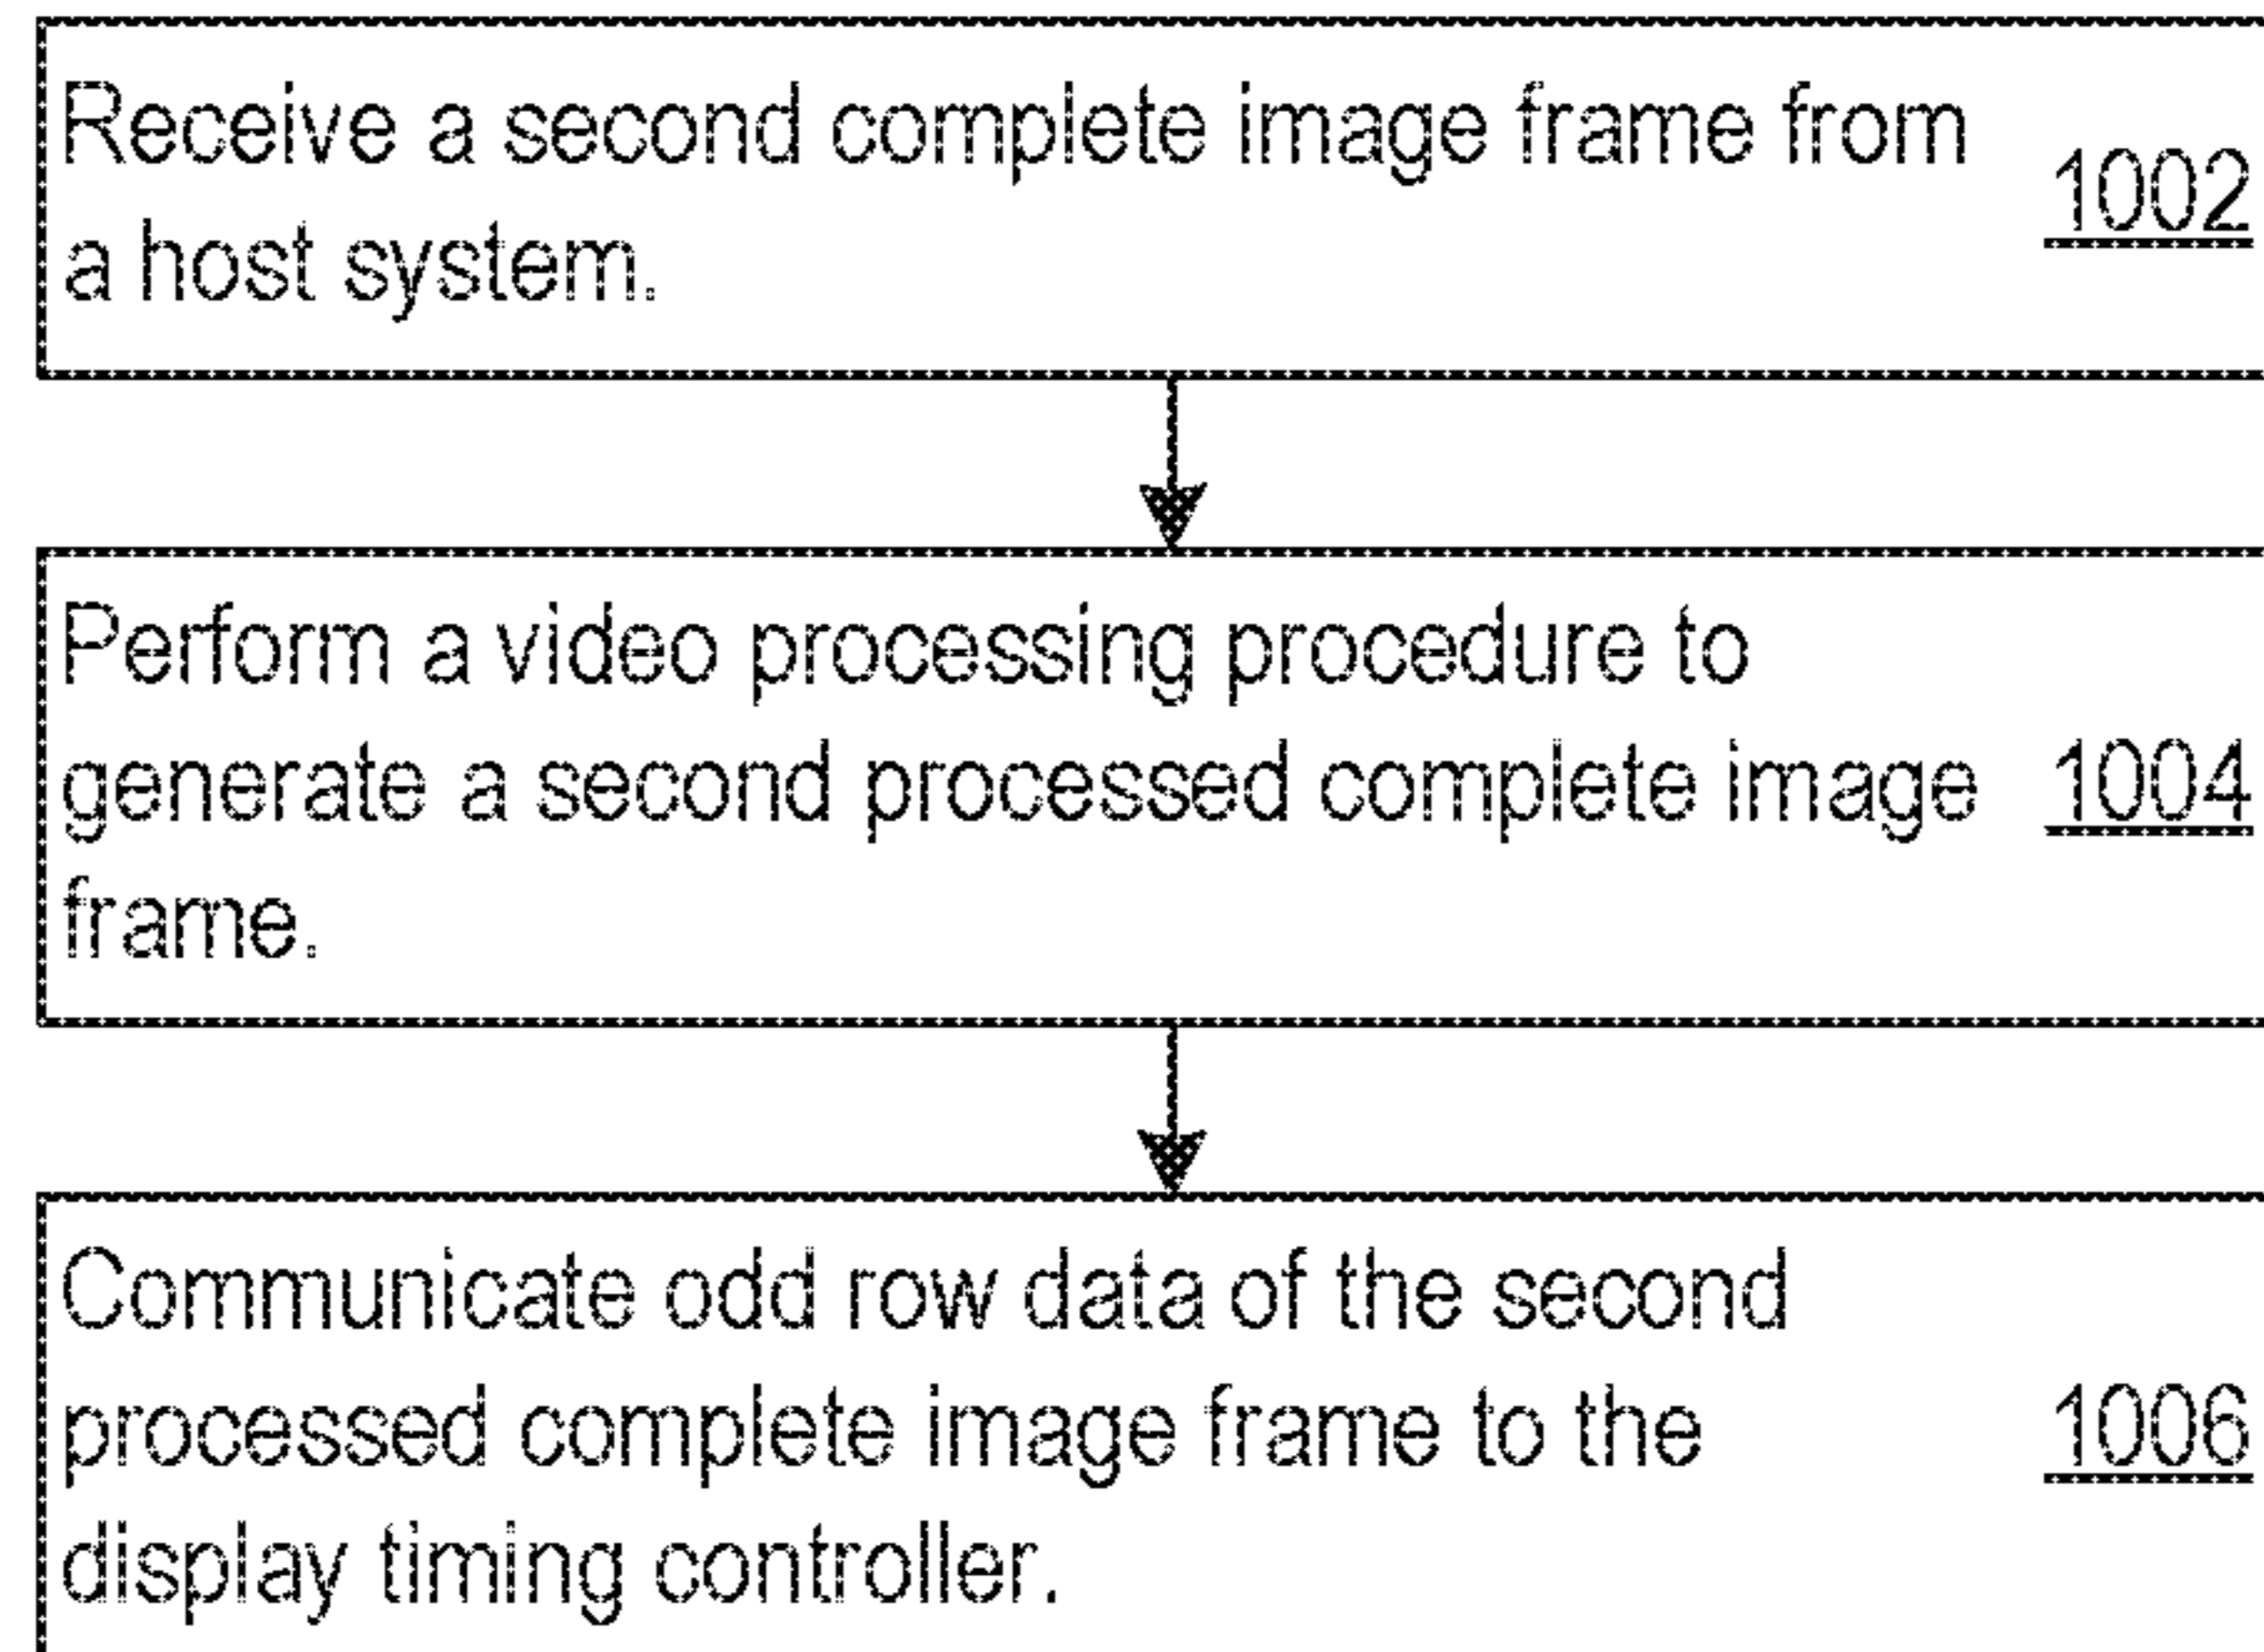 Receive a second complete image frame from
a host system.
1002
Perform a video processing procedure to
generate a second processed complete image
frame.
1004
Communicate odd row data of the second
processed complete image frame to the
display timing controller.
1006